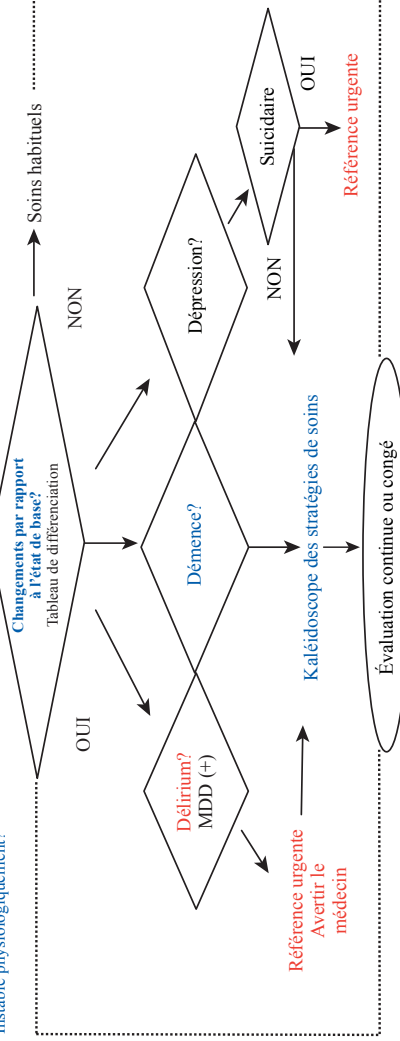 Instable physiologiquement?
Changements par rapport
à l'état de base?
Tableau de différenciation
NON
Soins habituels
OUI
Délirium?
MDD (+)
Démence?
Dépression?
Suicidaire
OUI
NON
Référence urgente
Référence urgente
Avertir le
médecin
Kaléidoscope des stratégies de soins
Évaluation continue ou congé